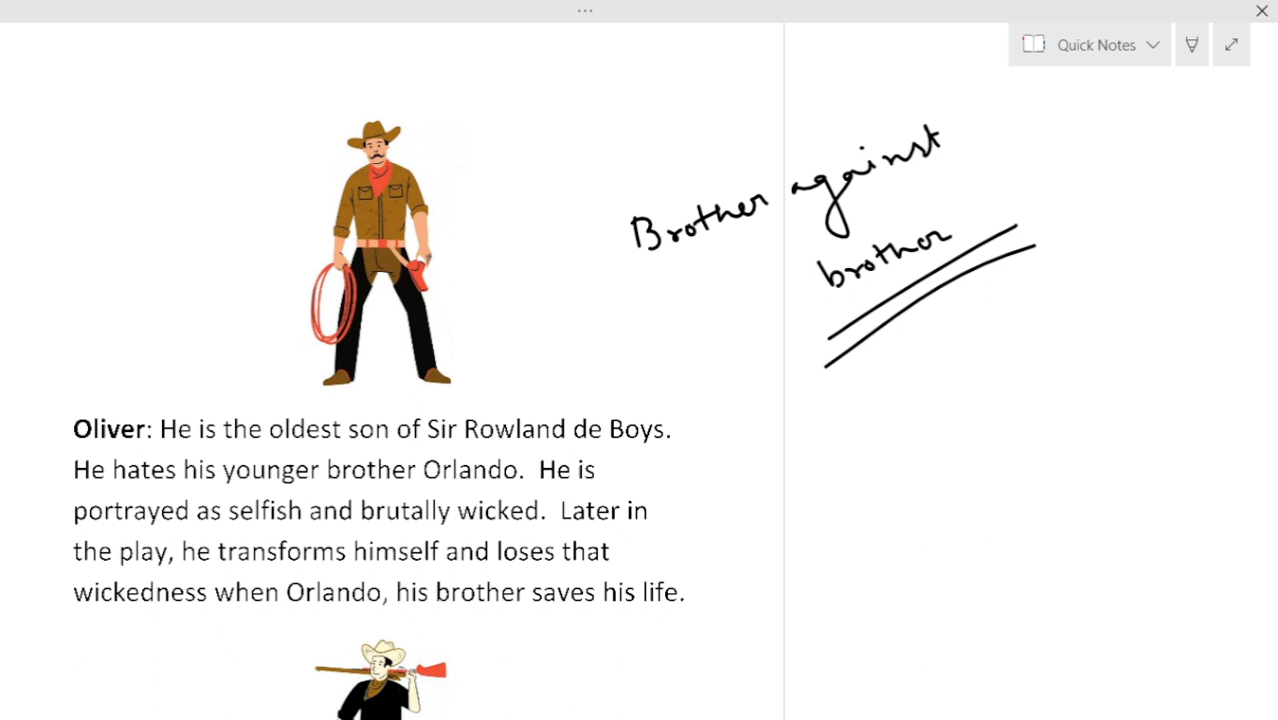 Quick Notes
Brother against
brother
Oliver: He is the oldest son of Sir Rowland de Boys.
He hates his younger brother Orlando.  He is
portrayed as selfish and brutally wicked.  Later in
the play, he transforms himself and loses that
wickedness when Orlando, his brother saves his life.